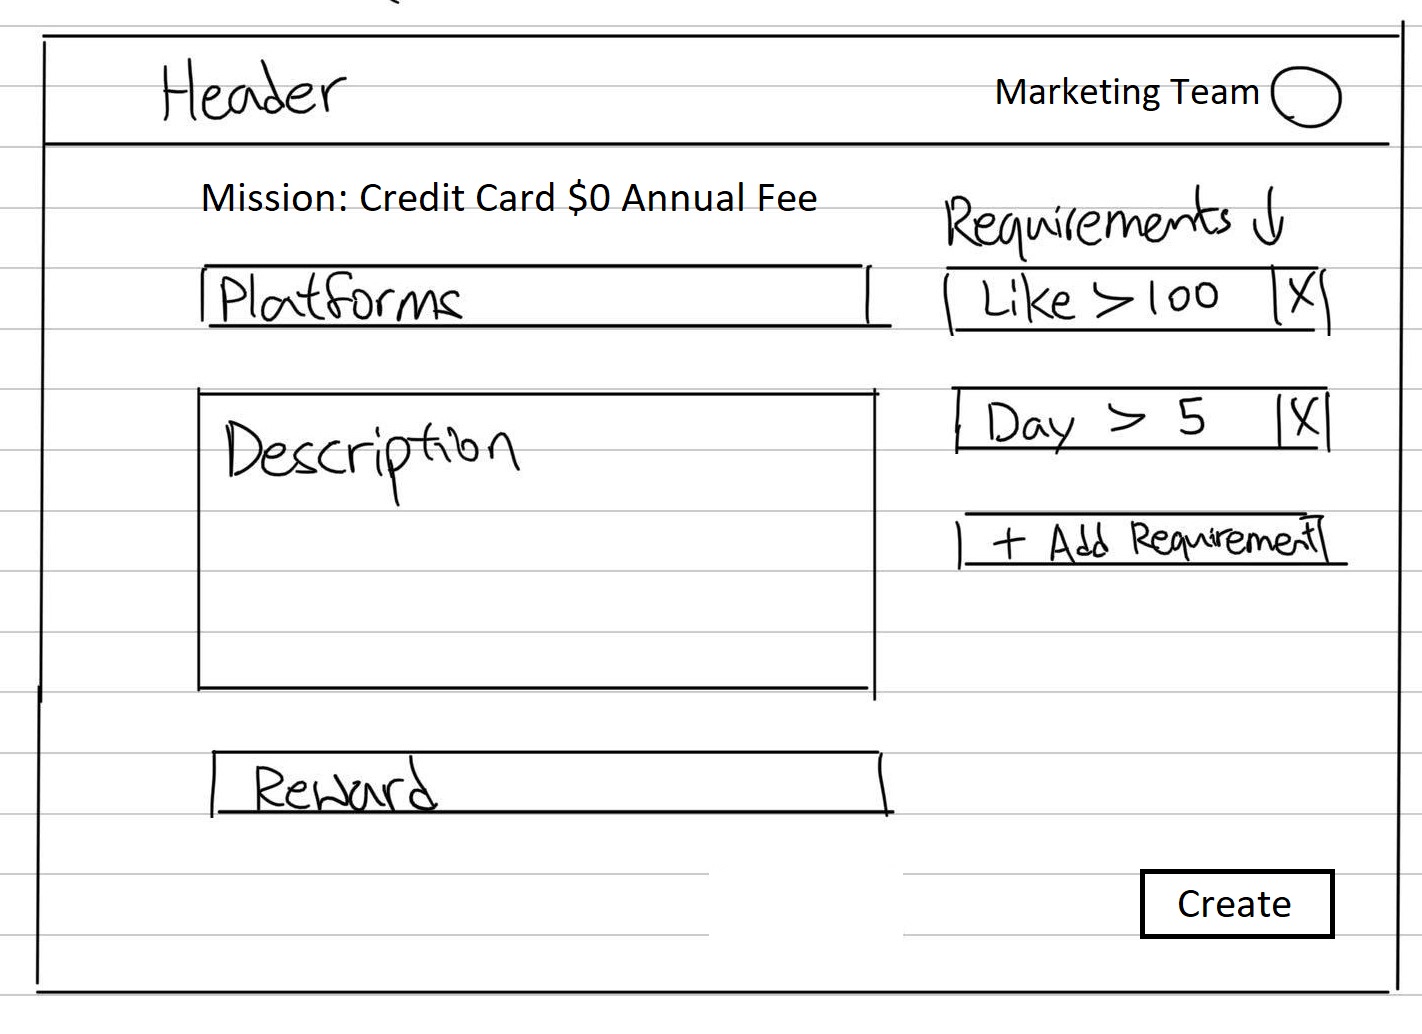 Header
Marketing Team
Mission: Credit Card $0 Annual Fee
Requirements ↓
Platforms
Like > 100 X
Description
Day > 5 X
+ Add Requirement
Reward
Create